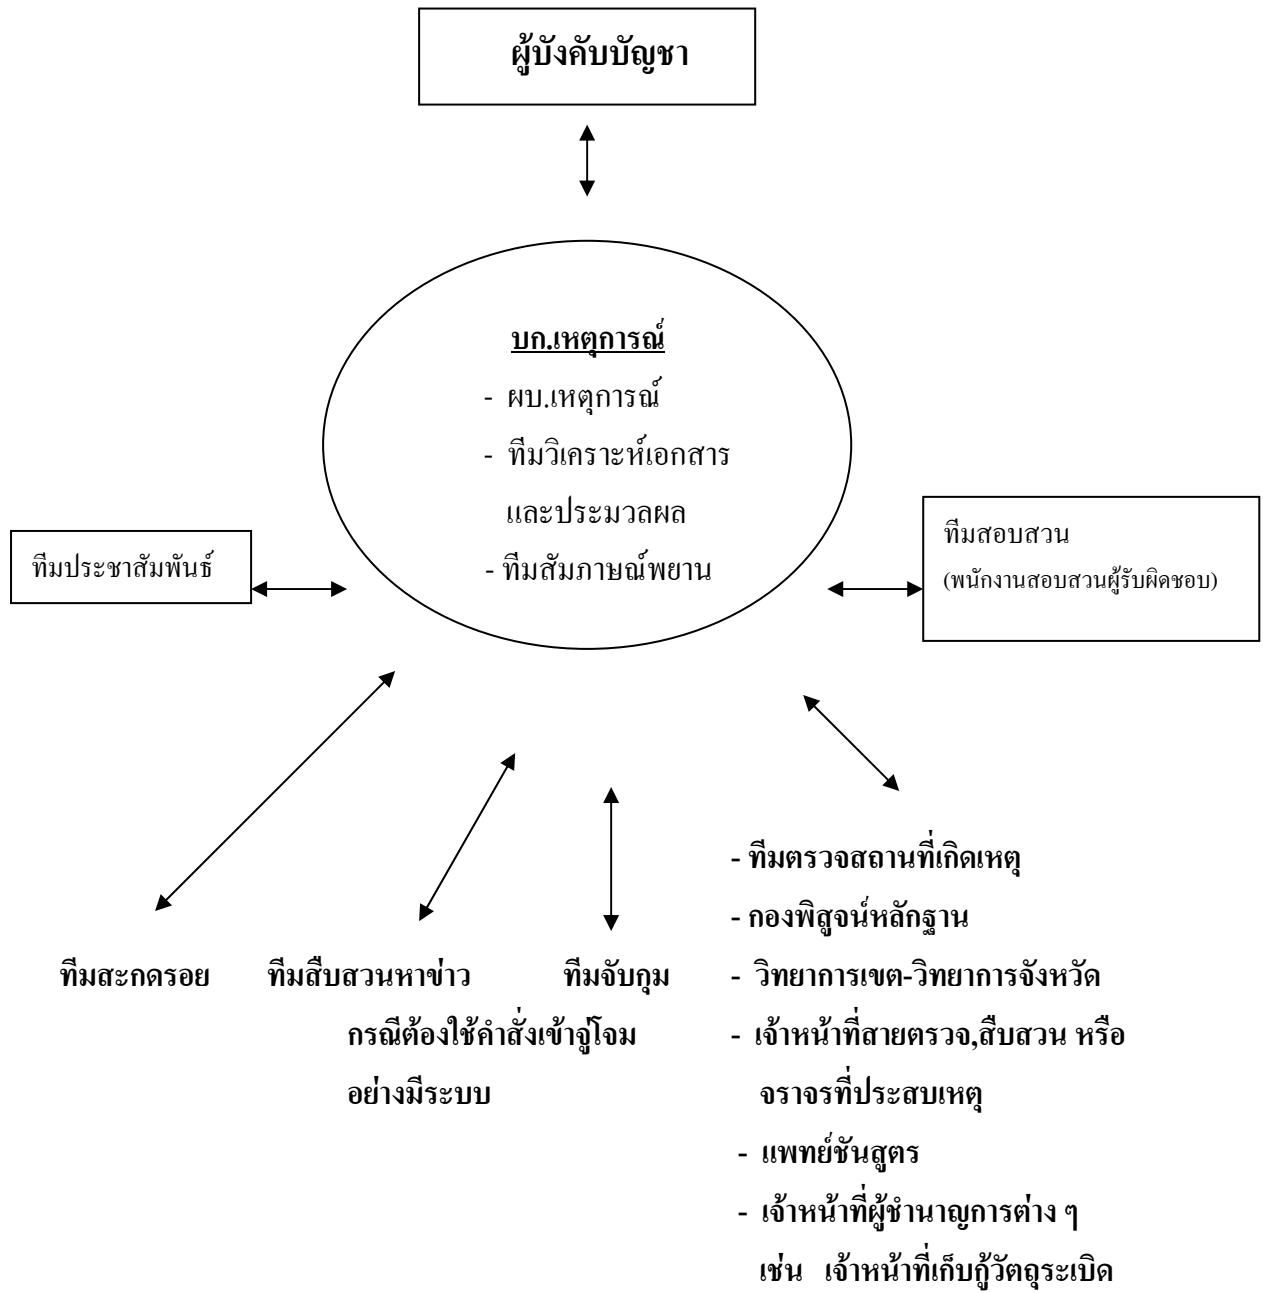 ผู้บังคับบัญชา
บก.เหตุการณ์
- ผบ.เหตุการณ์
- ทีมวิเคราะห์เอกสาร
และประมวลผล
- ทีมสัมภาษณ์พยาน
ทีมประชาสัมพันธ์
ทีมสอบสวน
(พนักงานสอบสวนผู้รับผิดชอบ)
ทีมสะกดรอย
ทีมสืบสวนหาข่าว
ทีมจับกุม
กรณีต้องใช้คำสั่งเข้าจู่โจม
อย่างมีระบบ
- ทีมตรวจสถานที่เกิดเหตุ
- กองพิสูจน์หลักฐาน
- วิทยาการเขต-วิทยาการจังหวัด
- เจ้าหน้าที่สายตรวจ,สืบสวน หรือ
จราจรที่ประสบเหตุ
- แพทย์ชันสูตร
- เจ้าหน้าที่ผู้ชำนาญการต่าง ๆ
เช่น เจ้าหน้าที่เก็บกู้วัตถุระเบิด